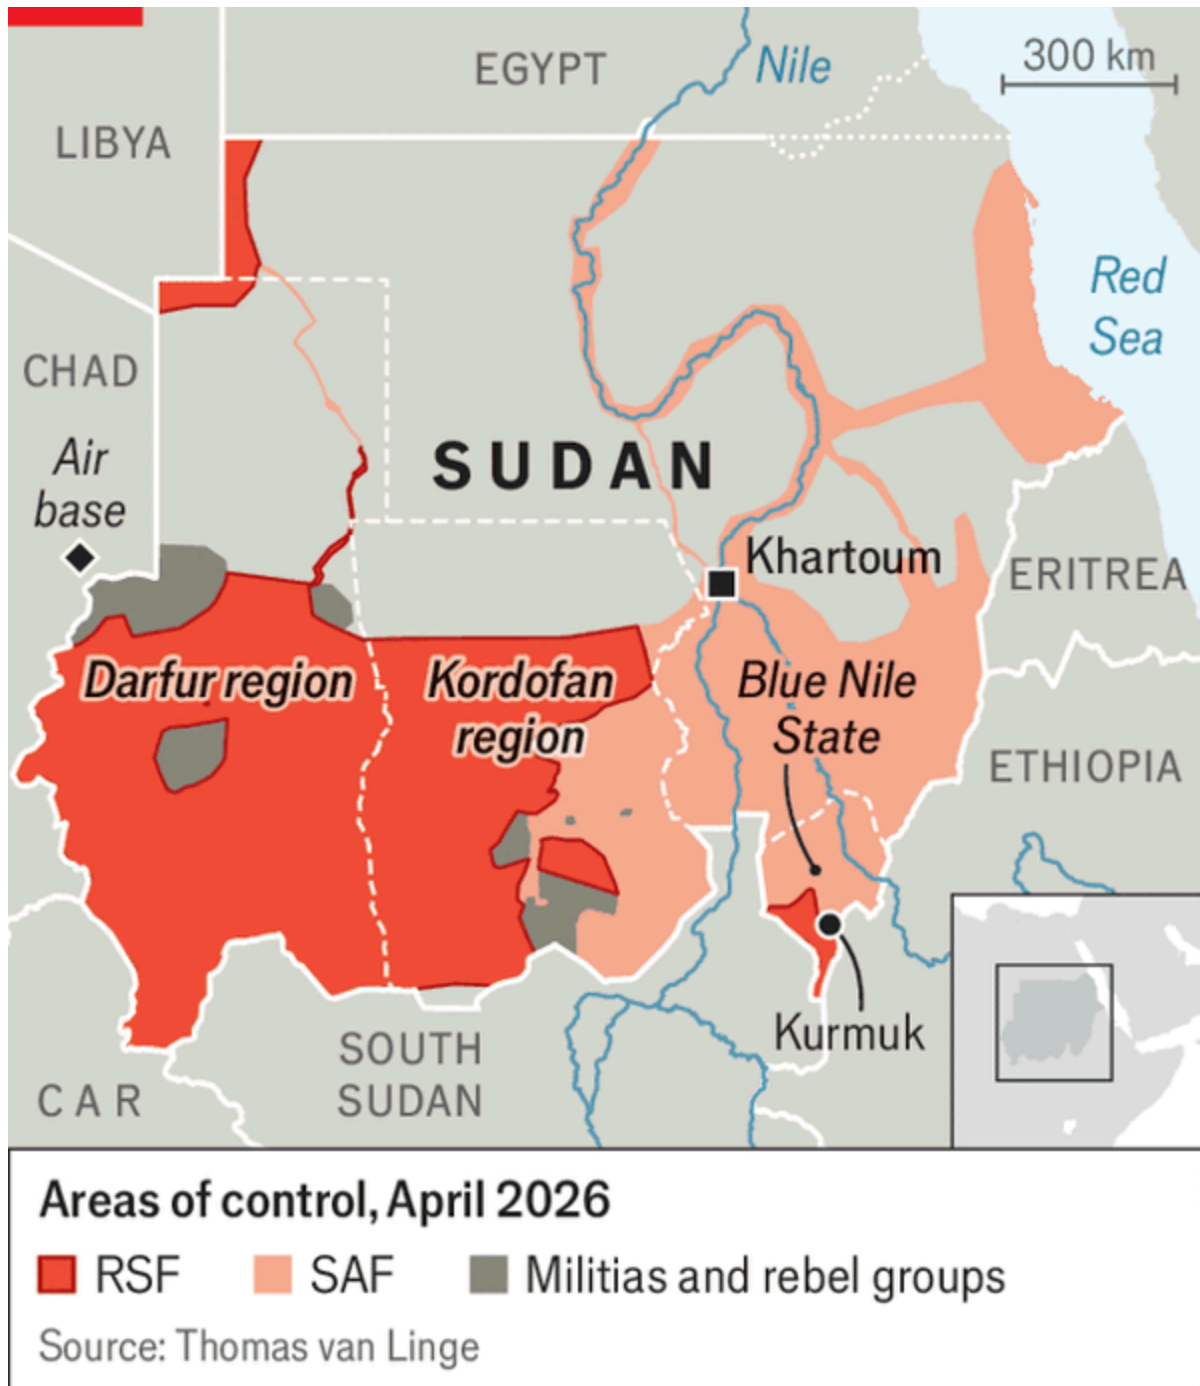 EGYPT
Nile
300 km
LIBYA
Red
Sea
CHAD
Air
base
SUDAN
Khartoum
ERITREA
Darfur region
Kordofan
region
Blue Nile
State
ETHIOPIA
Kurmuk
SOUTH
SUDAN
CAR
Areas of control, April 2026
RSF
SAF
Militias and rebel groups
Source: Thomas van Linge